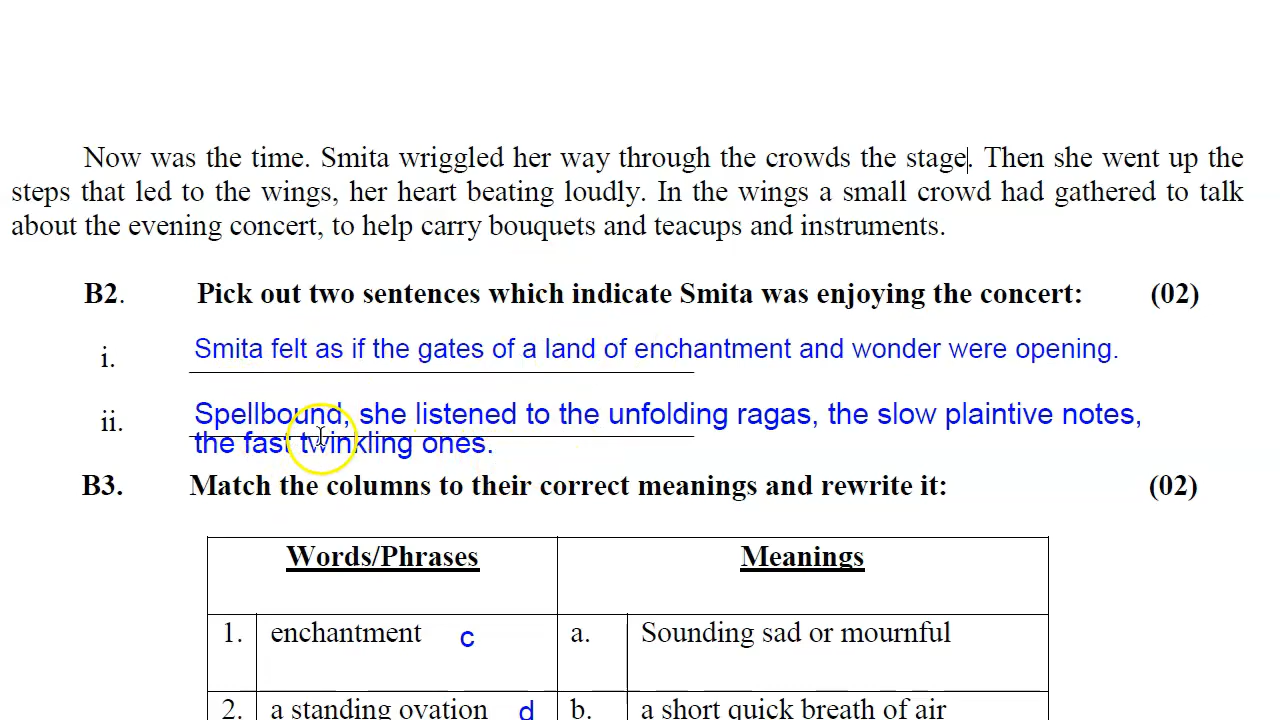 Now was the time. Smita wriggled her way through the crowds the stage. Then she went up the
steps that led to the wings, her heart beating loudly. In the wings a small crowd had gathered to talk
about the evening concert, to help carry bouquets and teacups and instruments.
B2. Pick out two sentences which indicate Smita was enjoying the concert: (02)
i. Smita felt as if the gates of a land of enchantment and wonder were opening.
ii. Spellbound, she listened to the unfolding ragas, the slow plaintive notes,
the fast twinkling ones.
B3. Match the columns to their correct meanings and rewrite it: (02)
Words/Phrases Meanings
1. enchantment c a. Sounding sad or mournful
2. a standing ovation d b. a short quick breath of air